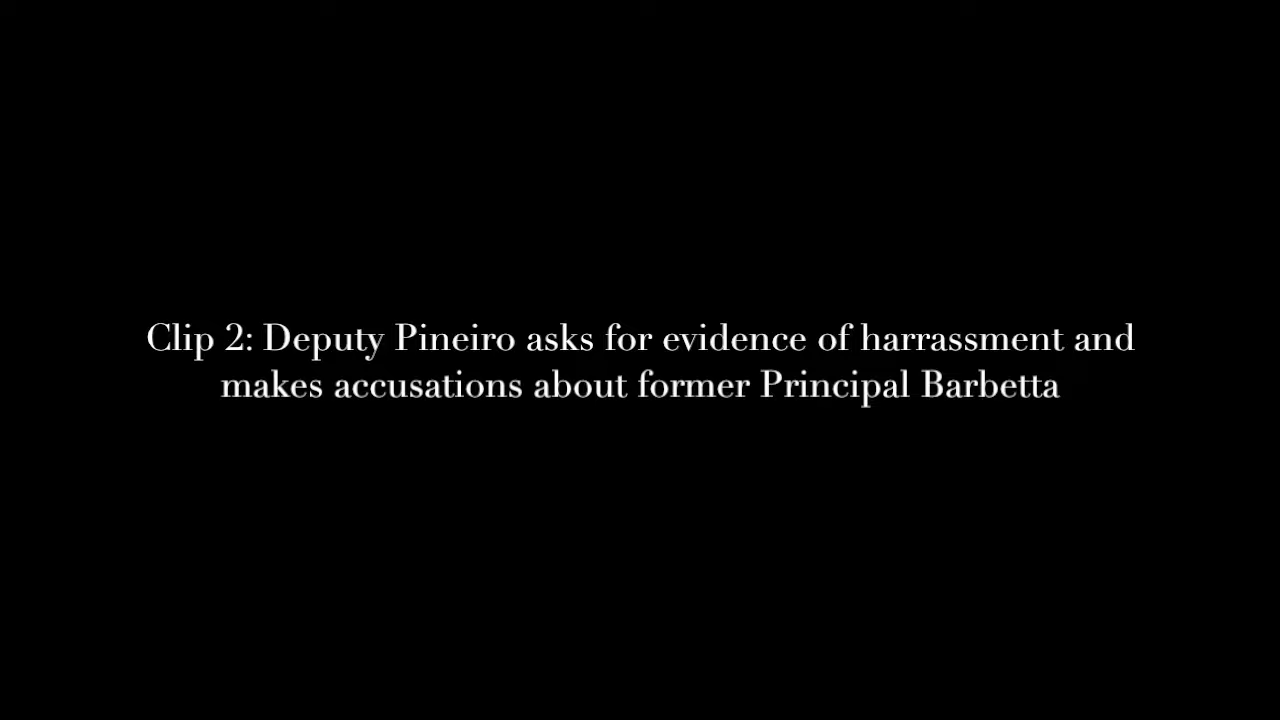 Clip 2: Deputy Pineiro asks for evidence of harrassment and
makes accusations about former Principal Barbetta